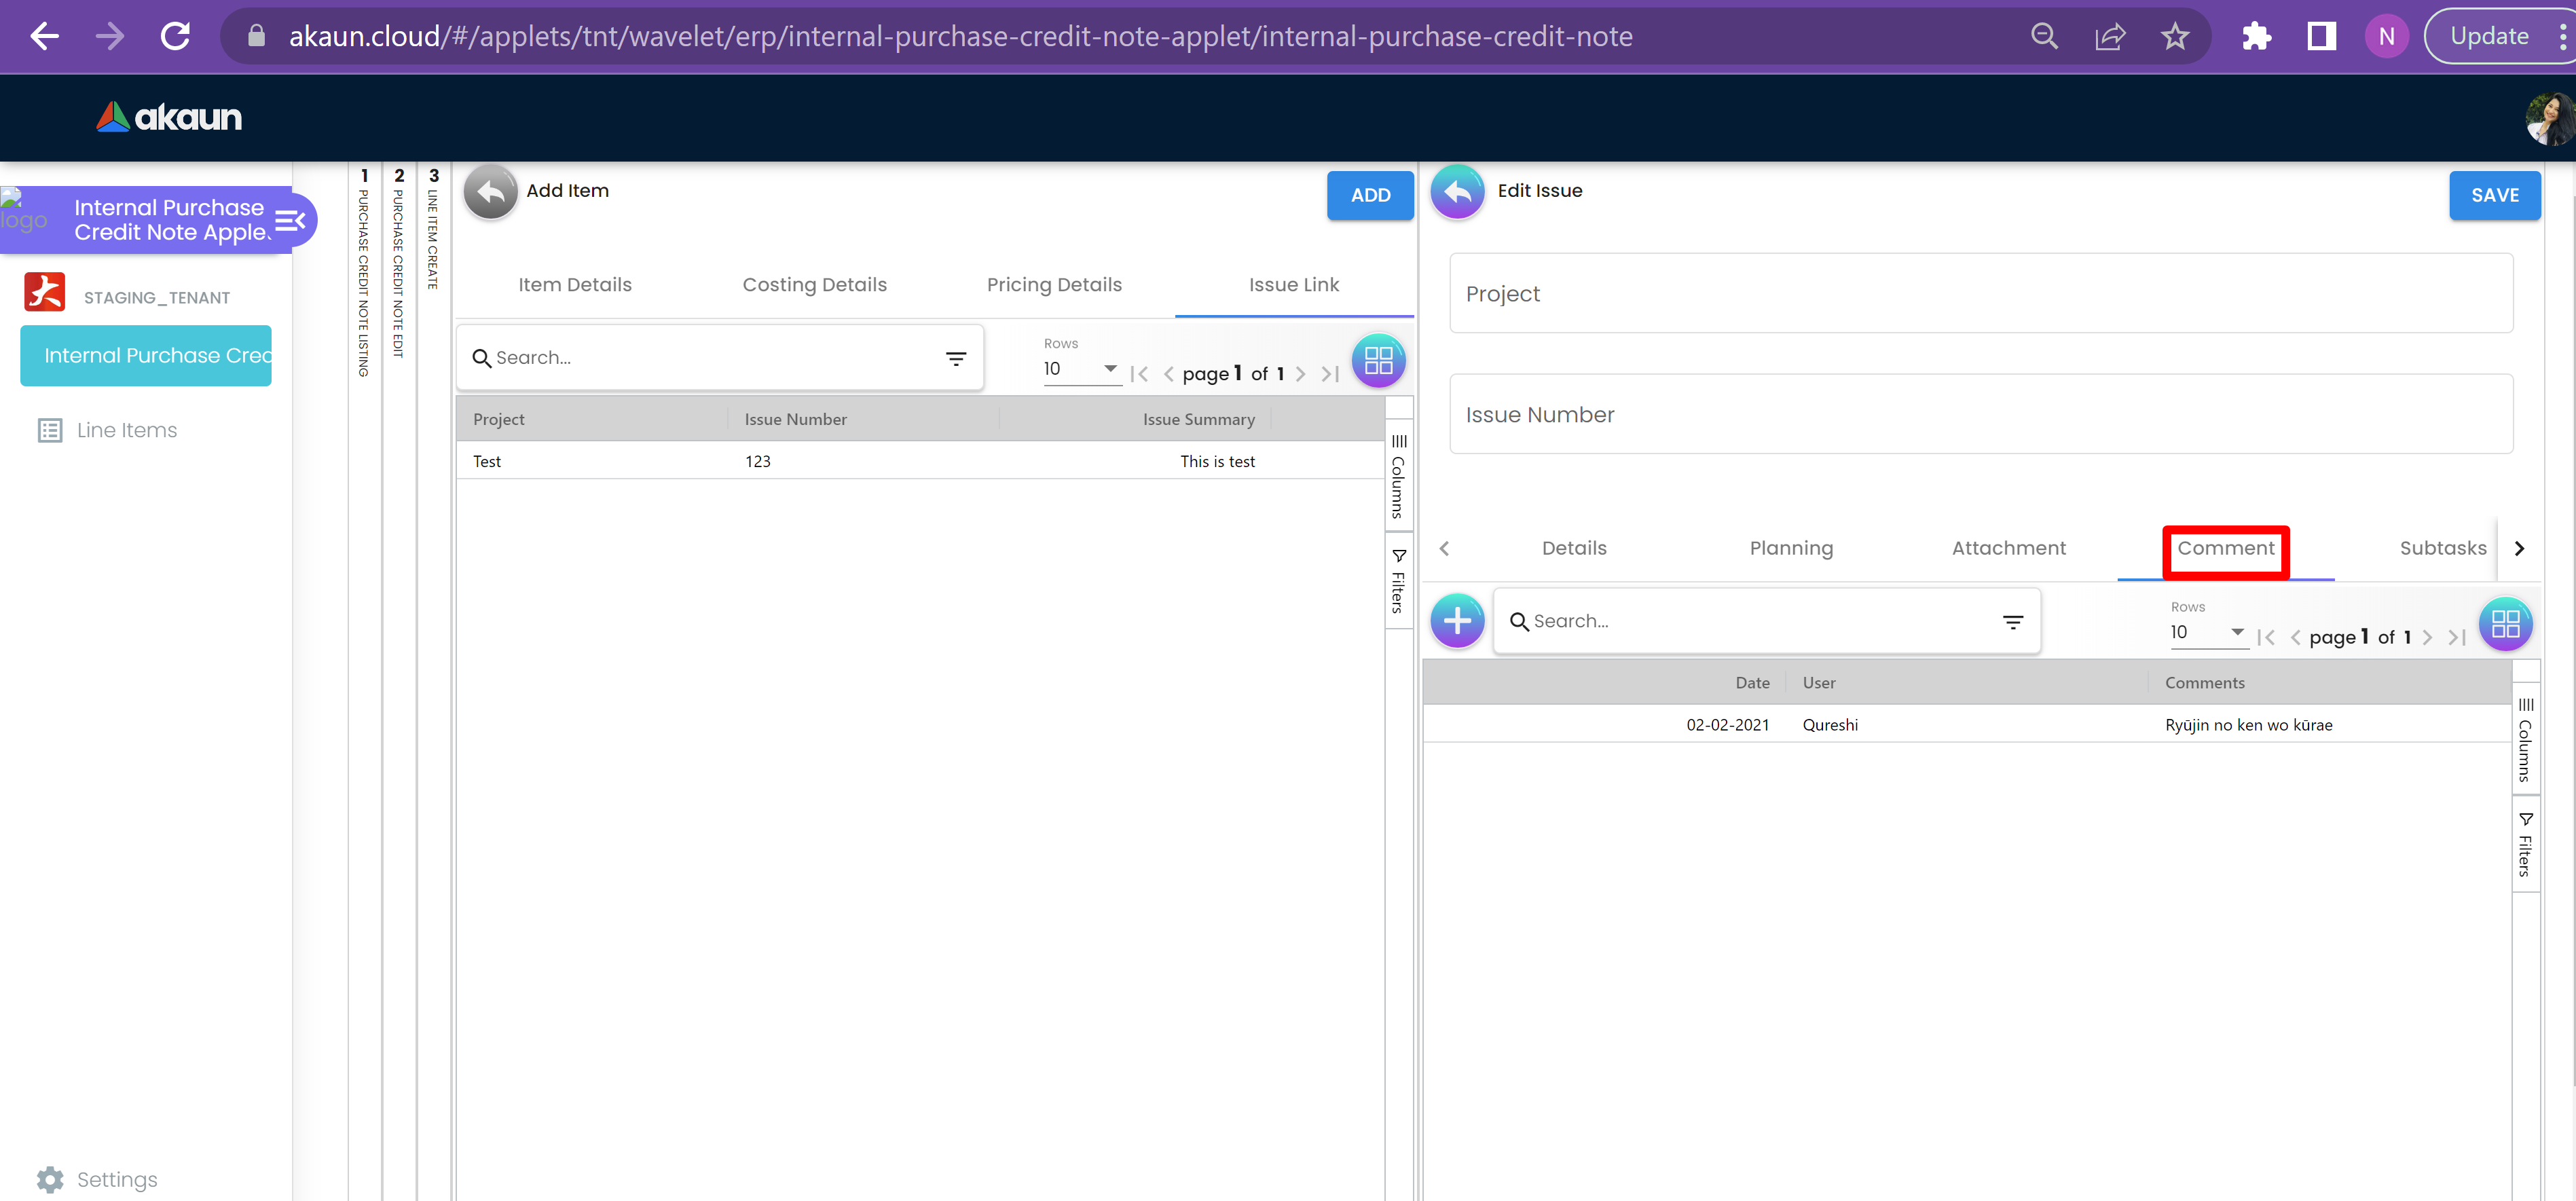 akaun.cloud/#/applets/tnt/wavelet/erp/internal-purchase-credit-note-applet/internal-purchase-credit-note
N
Update
akaun
logo
Internal Purchase
Credit Note Apple
STAGING_TENANT
Internal Purchase Cred
Line Items
Settings
1 PURCHASE CREDIT NOTE LISTING
2 PURCHASE CREDIT NOTE EDIT
3 LINE ITEM CREATE
Add Item
ADD
Item Details
Costing Details
Pricing Details
Issue Link
Search...
Rows
10
page 1 of 1
Project
Issue Number
Issue Summary
Test
123
This is test
Columns
Filters
Edit Issue
SAVE
Project
Issue Number
Details
Planning
Attachment
Comment
Subtasks
Search...
Rows
10
page 1 of 1
Date
User
Comments
02-02-2021
Qureshi
Ryūjin no ken wo kūrae
Columns
Filters